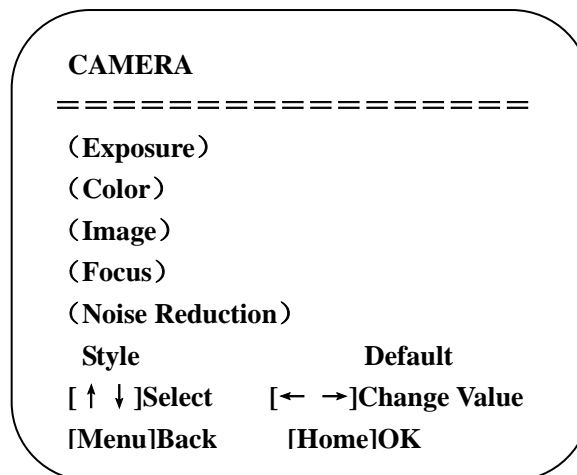 CAMERA
==================
（Exposure）
（Color）
（Image）
（Focus）
（Noise Reduction）
Style Default
[↑ ↓]Select [← →]Change Value
[Menu]Back [Home]OK